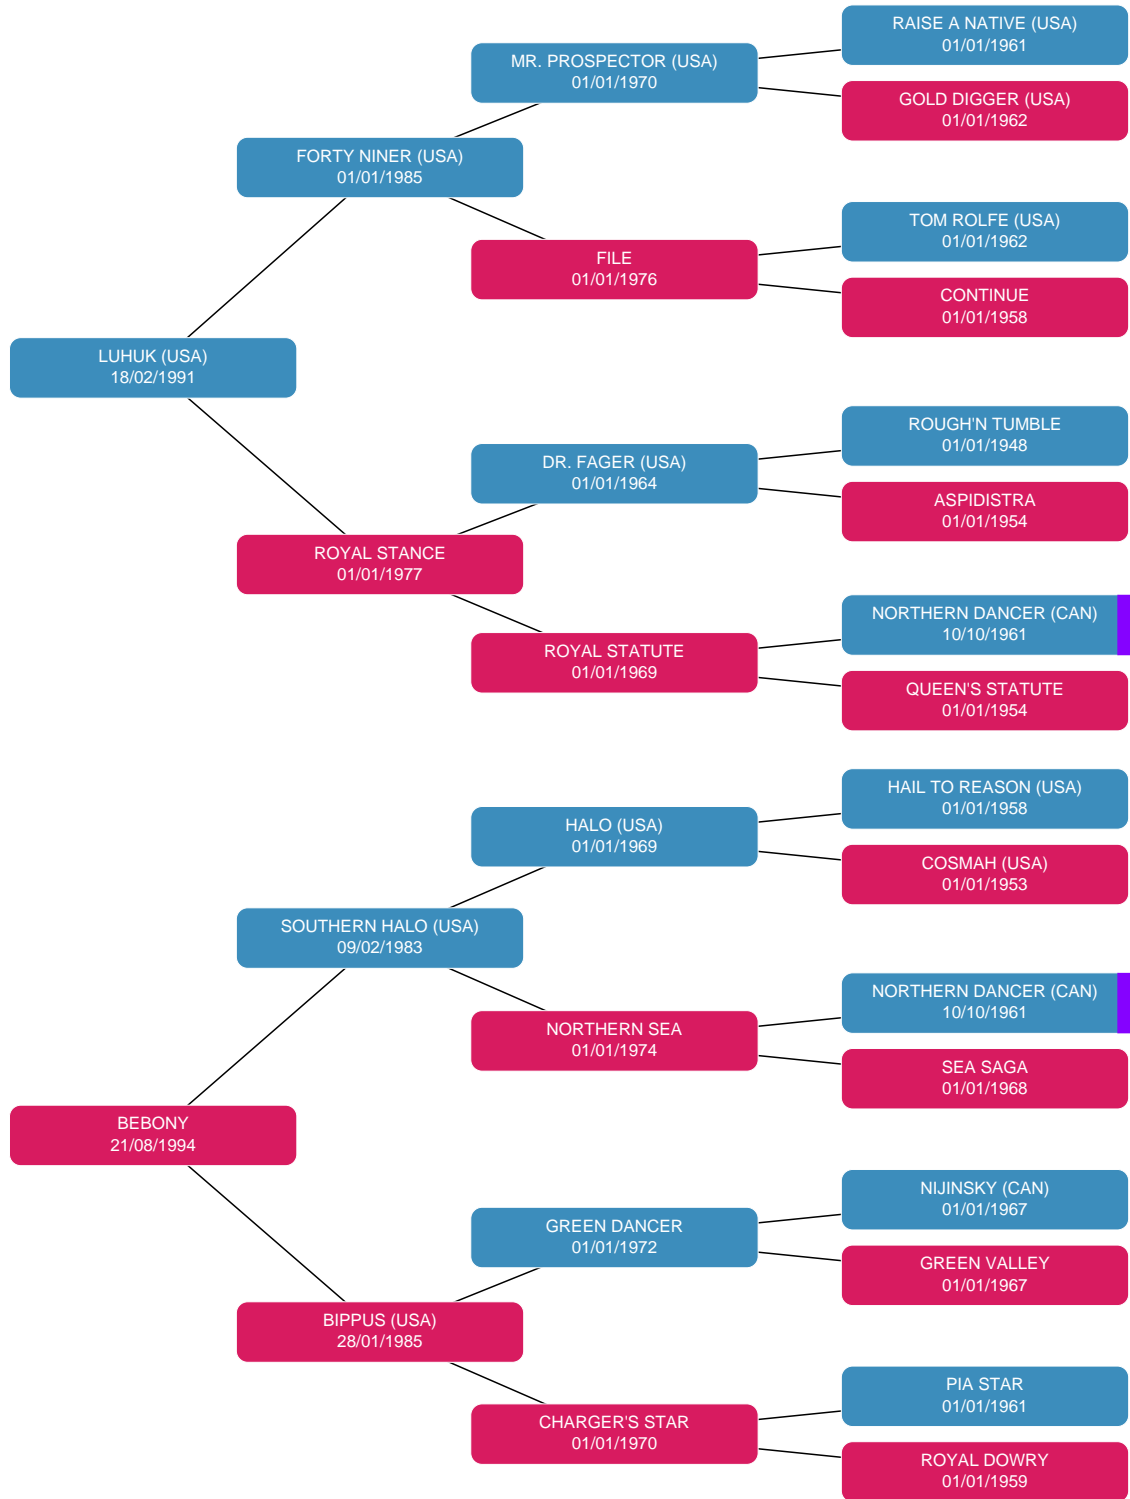 RAISE A NATIVE (USA)
01/01/1961
MR. PROSPECTOR (USA)
01/01/1970
GOLD DIGGER (USA)
01/01/1962
FORTY NINER (USA)
01/01/1985
TOM ROLFE (USA)
01/01/1962
FILE
01/01/1976
CONTINUE
01/01/1958
LUHUK (USA)
18/02/1991
ROUGH'N TUMBLE
01/01/1948
DR. FAGER (USA)
01/01/1964
ASPIDISTRA
01/01/1954
ROYAL STANCE
01/01/1977
NORTHERN DANCER (CAN)
10/10/1961
ROYAL STATUTE
01/01/1969
QUEEN'S STATUTE
01/01/1954
HAIL TO REASON (USA)
01/01/1958
HALO (USA)
01/01/1969
COSMAH (USA)
01/01/1953
SOUTHERN HALO (USA)
09/02/1983
NORTHERN DANCER (CAN)
10/10/1961
NORTHERN SEA
01/01/1974
SEA SAGA
01/01/1968
BEBONY
21/08/1994
NIJINSKY (CAN)
01/01/1967
GREEN DANCER
01/01/1972
GREEN VALLEY
01/01/1967
BIPPUS (USA)
28/01/1985
PIA STAR
01/01/1961
CHARGER'S STAR
01/01/1970
ROYAL DOWRY
01/01/1959